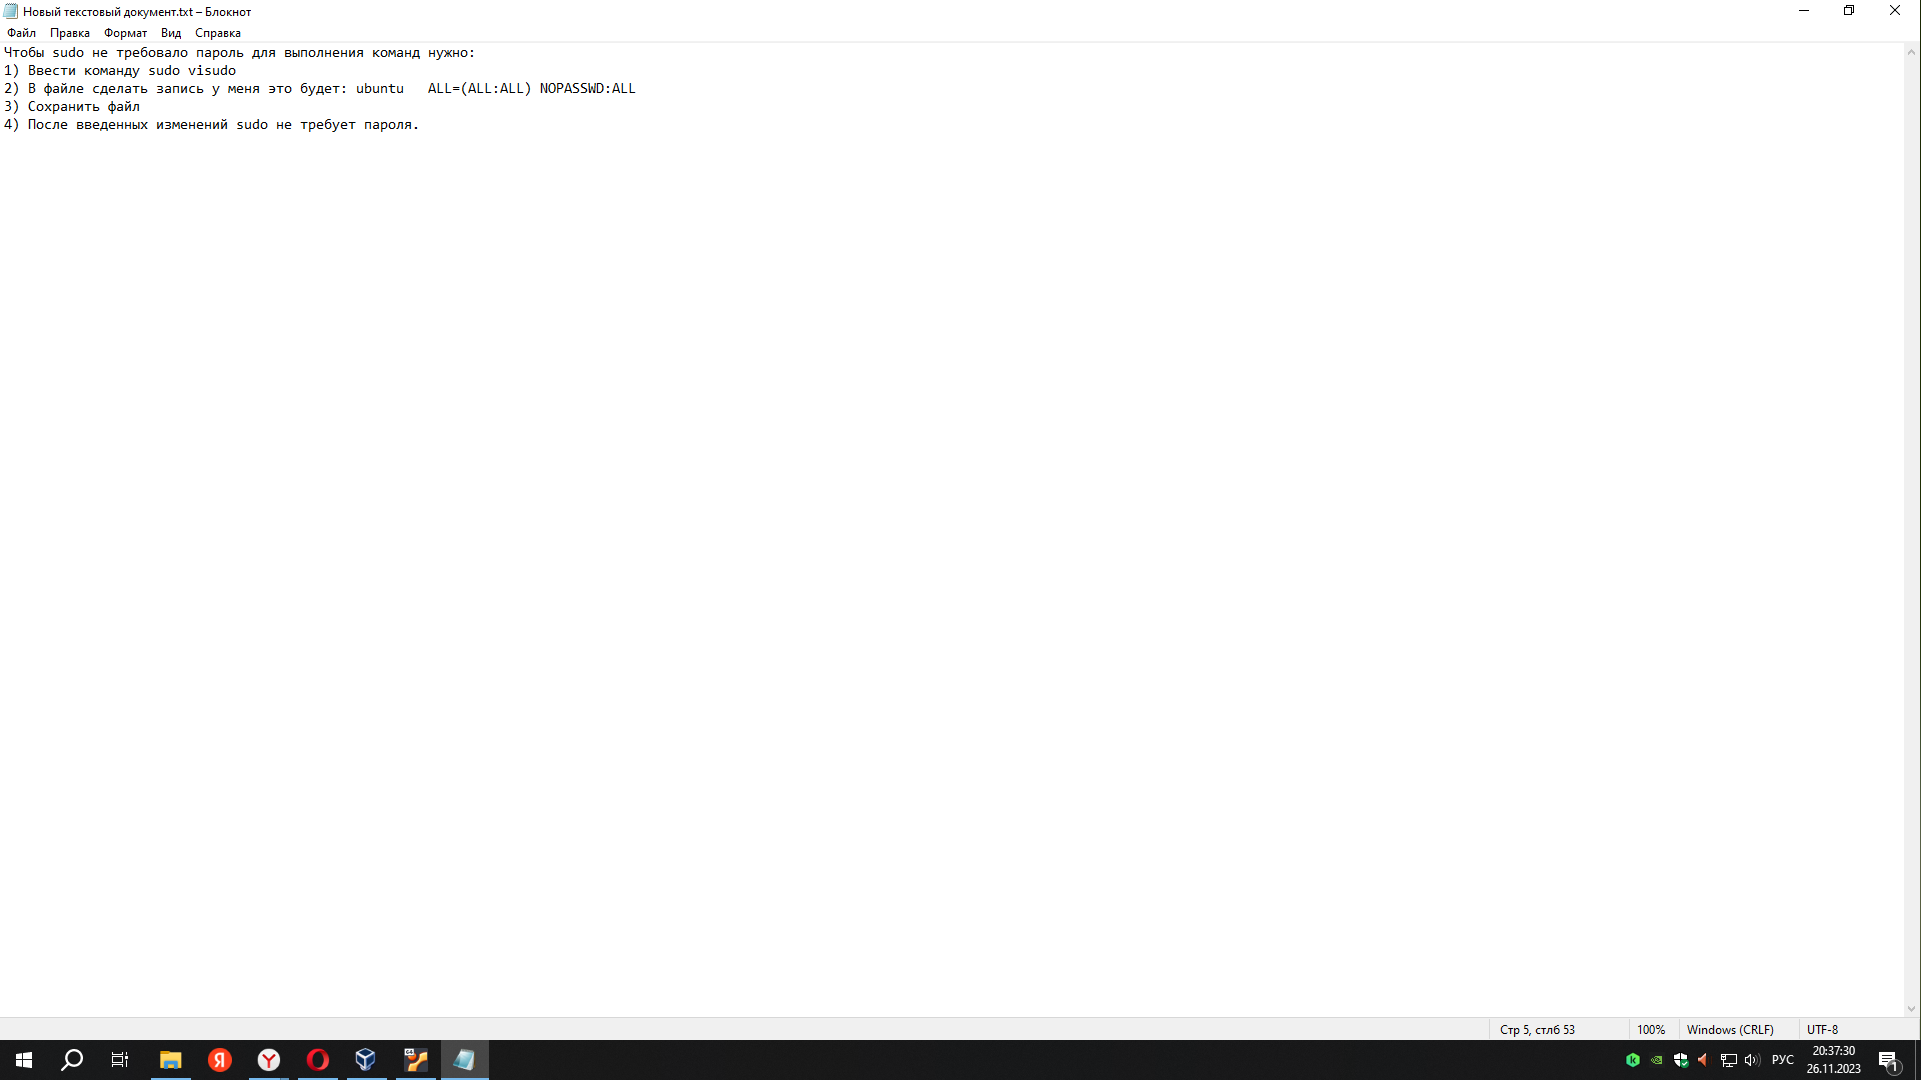 Новый текстовый документ.txt – Блокнот
Файл Правка Формат Вид Справка
Чтобы sudo не требовало пароль для выполнения команд нужно:
1) Ввести команду sudo visudo
2) В файле сделать запись у меня это будет: ubuntu   ALL=(ALL:ALL) NOPASSWD:ALL
3) Сохранить файл
4) После введенных изменений sudo не требует пароля.
Стр 5, стлб 53 100% Windows (CRLF) UTF-8
Я Y 64 k РУС 20:37:30
26.11.2023 1